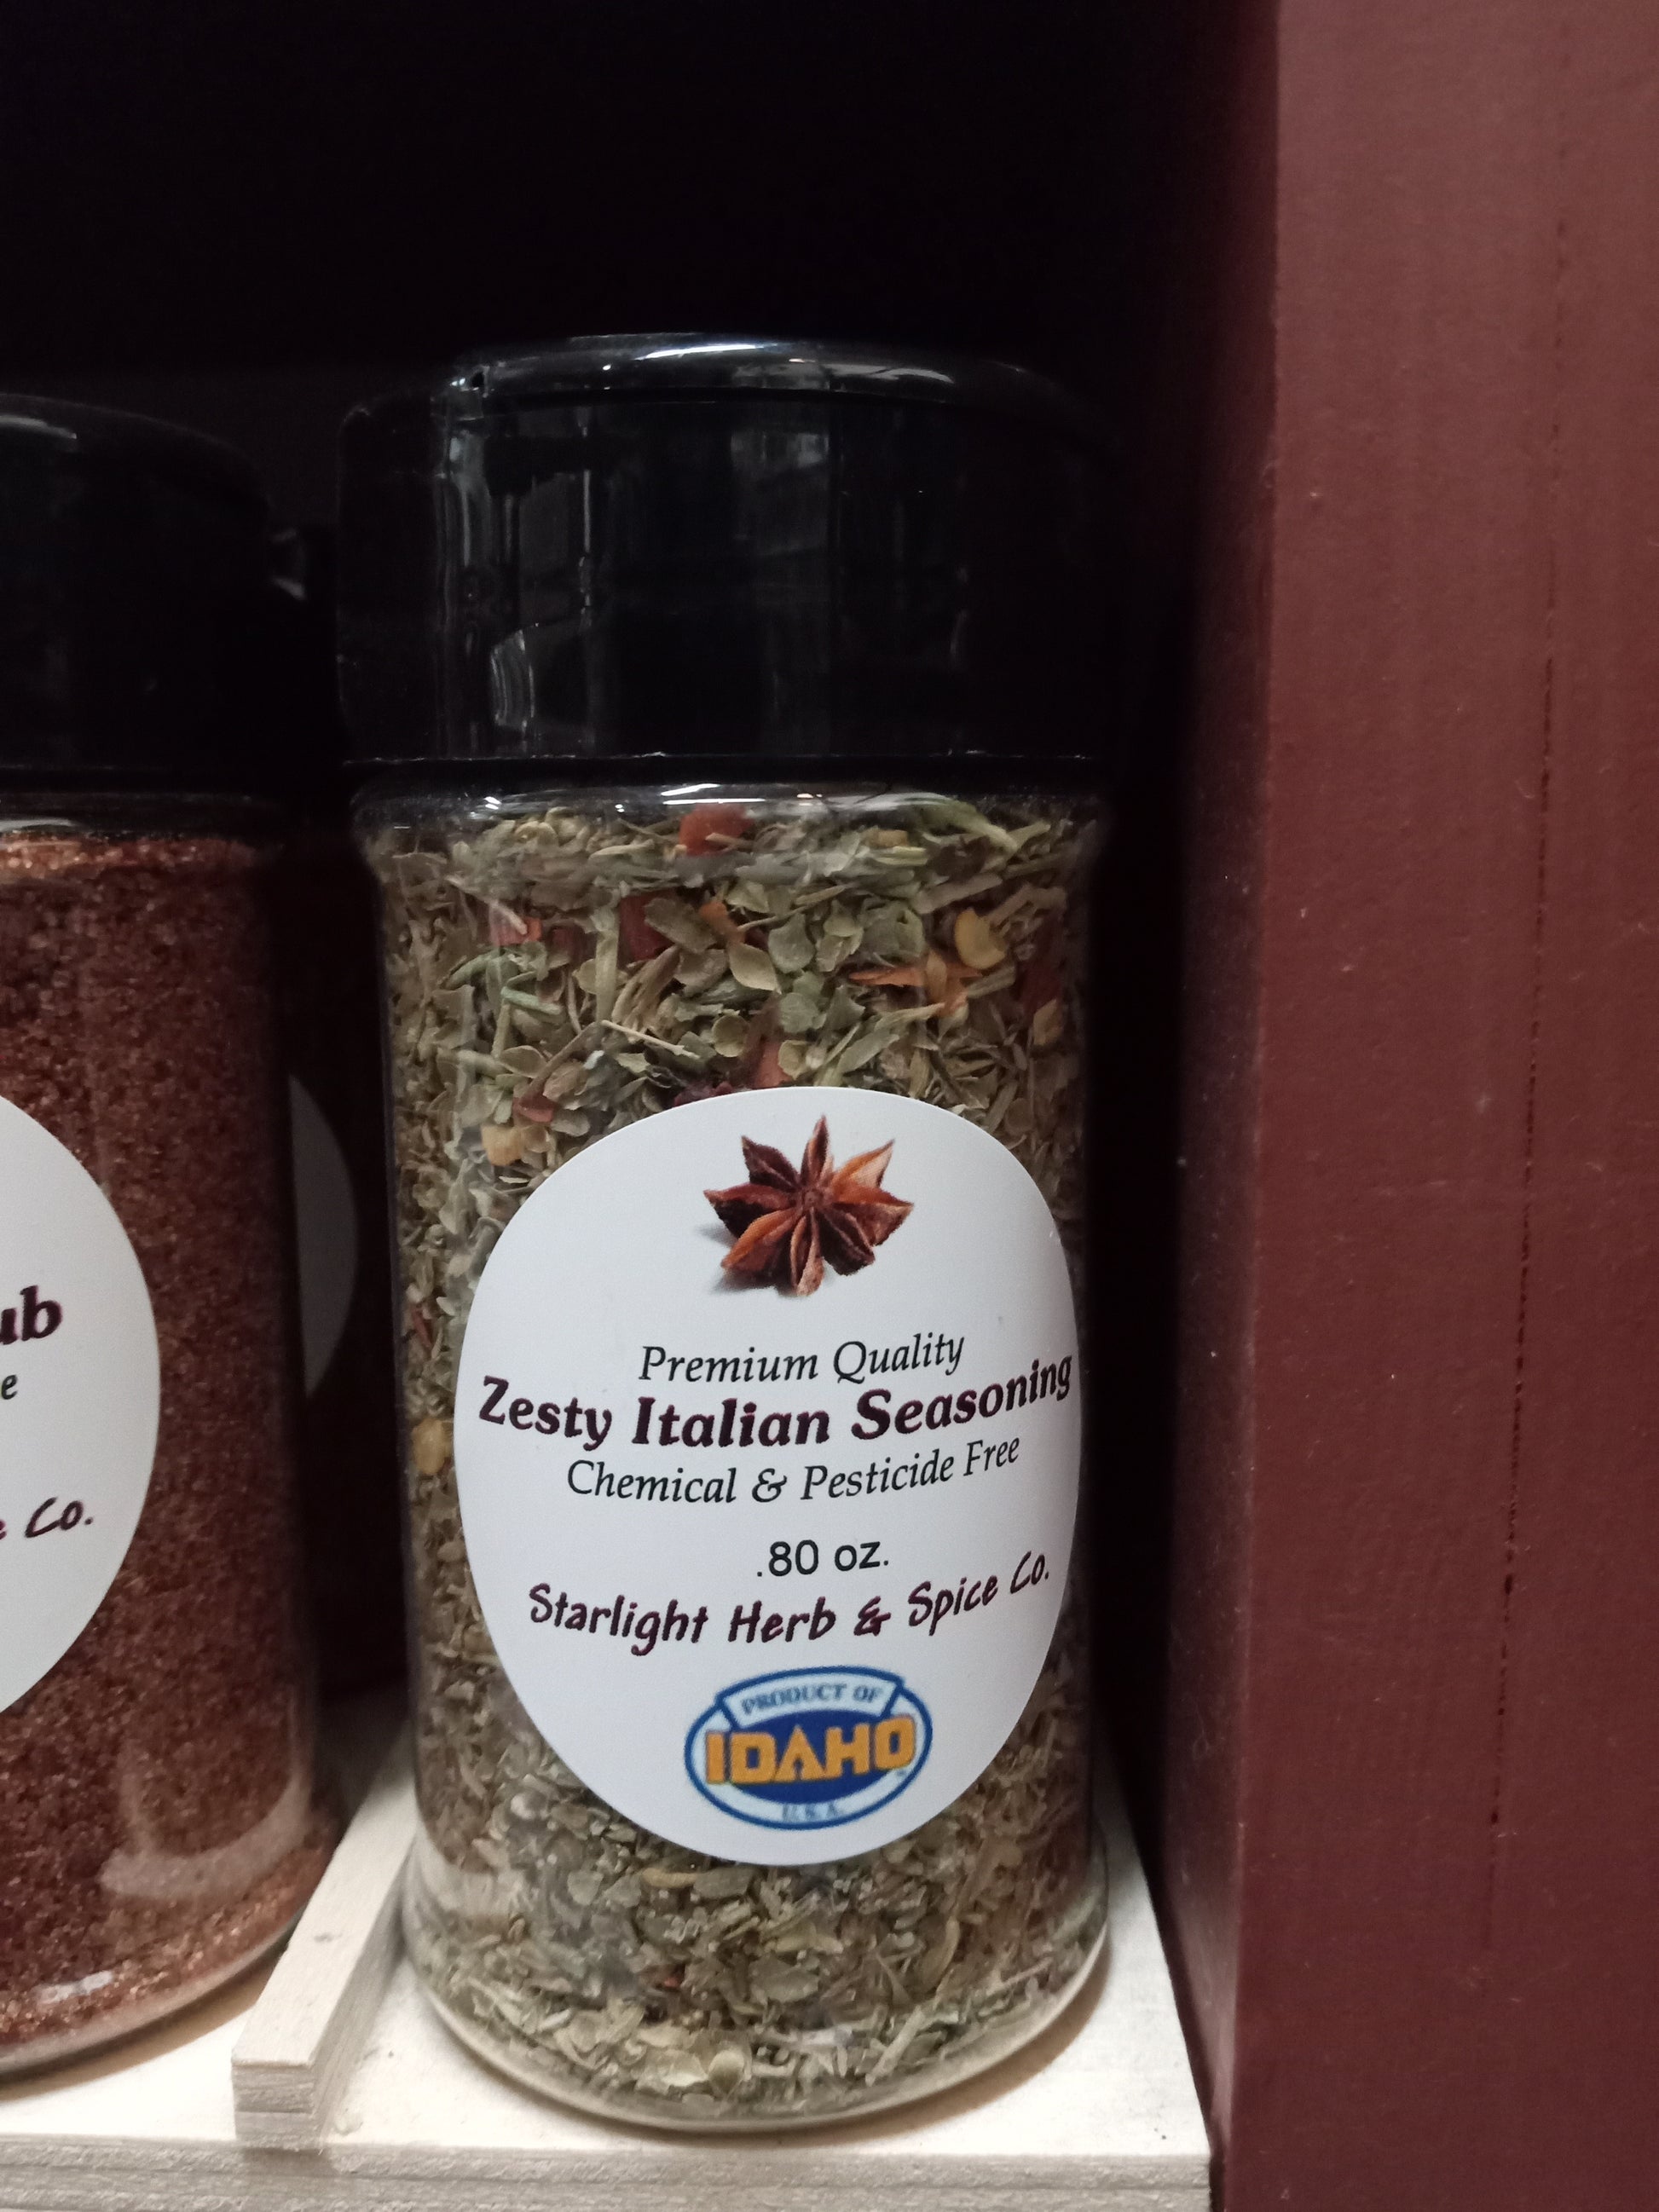 Premium Quality
Zesty Italian Seasoning
Chemical & Pesticide Free
.80 oz.
Starlight Herb & Spice Co.
PRODUCT OF
IDAHO
U.S.A.
ub
e
e Co.